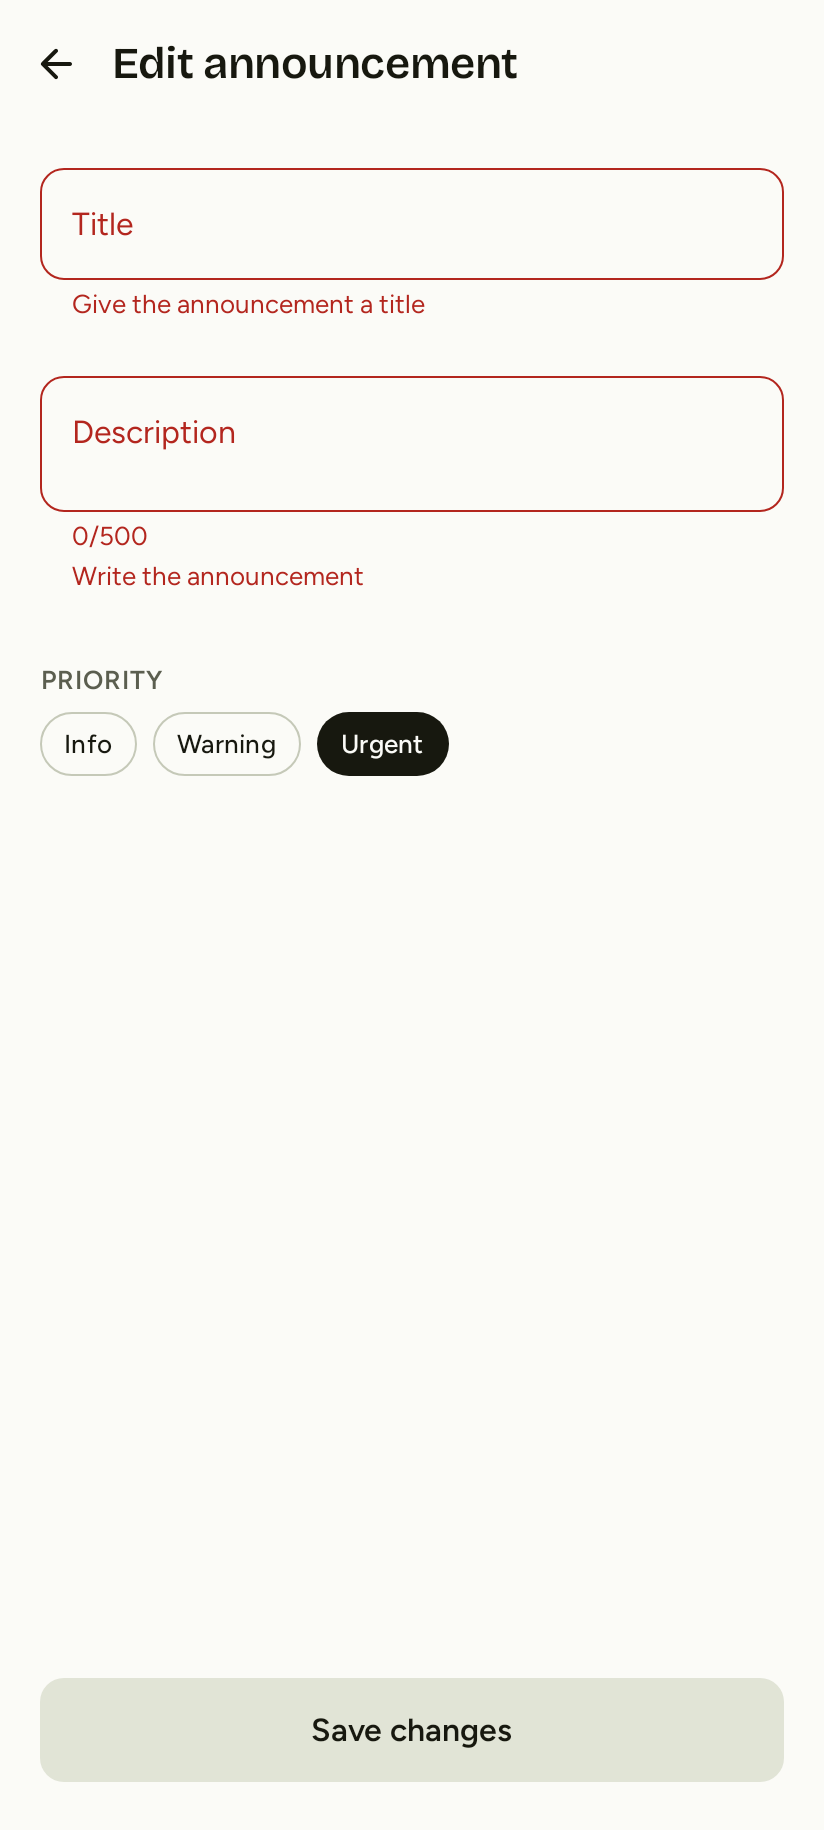 Edit announcement
Title
Give the announcement a title
Description
0/500
Write the announcement
PRIORITY
Info Warning Urgent
Save changes